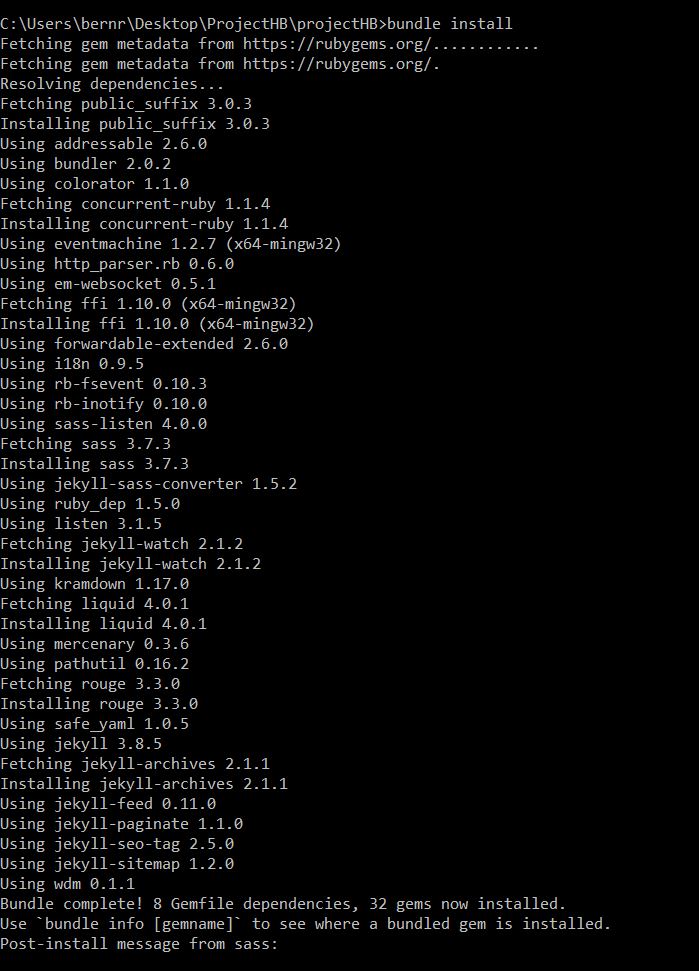 C:\Users\bernr\Desktop\ProjectHB\projectHB>bundle install
Fetching gem metadata from https://rubygems.org/............
Fetching gem metadata from https://rubygems.org/.
Resolving dependencies...
Fetching public_suffix 3.0.3
Installing public_suffix 3.0.3
Using addressable 2.6.0
Using bundler 2.0.2
Using colorator 1.1.0
Fetching concurrent-ruby 1.1.4
Installing concurrent-ruby 1.1.4
Using eventmachine 1.2.7 (x64-mingw32)
Using http_parser.rb 0.6.0
Using em-websocket 0.5.1
Fetching ffi 1.10.0 (x64-mingw32)
Installing ffi 1.10.0 (x64-mingw32)
Using forwardable-extended 2.6.0
Using i18n 0.9.5
Using rb-fsevent 0.10.3
Using rb-inotify 0.10.0
Using sass-listen 4.0.0
Fetching sass 3.7.3
Installing sass 3.7.3
Using jekyll-sass-converter 1.5.2
Using ruby_dep 1.5.0
Using listen 3.1.5
Fetching jekyll-watch 2.1.2
Installing jekyll-watch 2.1.2
Using kramdown 1.17.0
Fetching liquid 4.0.1
Installing liquid 4.0.1
Using mercenary 0.3.6
Using pathutil 0.16.2
Fetching rouge 3.3.0
Installing rouge 3.3.0
Using safe_yaml 1.0.5
Using jekyll 3.8.5
Fetching jekyll-archives 2.1.1
Installing jekyll-archives 2.1.1
Using jekyll-feed 0.11.0
Using jekyll-paginate 1.1.0
Using jekyll-seo-tag 2.5.0
Using jekyll-sitemap 1.2.0
Using wdm 0.1.1
Bundle complete! 8 Gemfile dependencies, 32 gems now installed.
Use `bundle info [gemname]` to see where a bundled gem is installed.
Post-install message from sass: